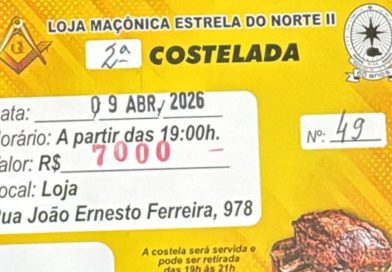 LOJA MAÇÔNICA ESTRELA DO NORTE II
2ª COSTELADA
ata: 09 ABR, 2026
orário: A partir das 19:00h.
Nº: 49
alor: R$ 7000
ocal: Loja
ua João Ernesto Ferreira, 978
A costela será servida e
pode ser retirada
das 19h às 21h